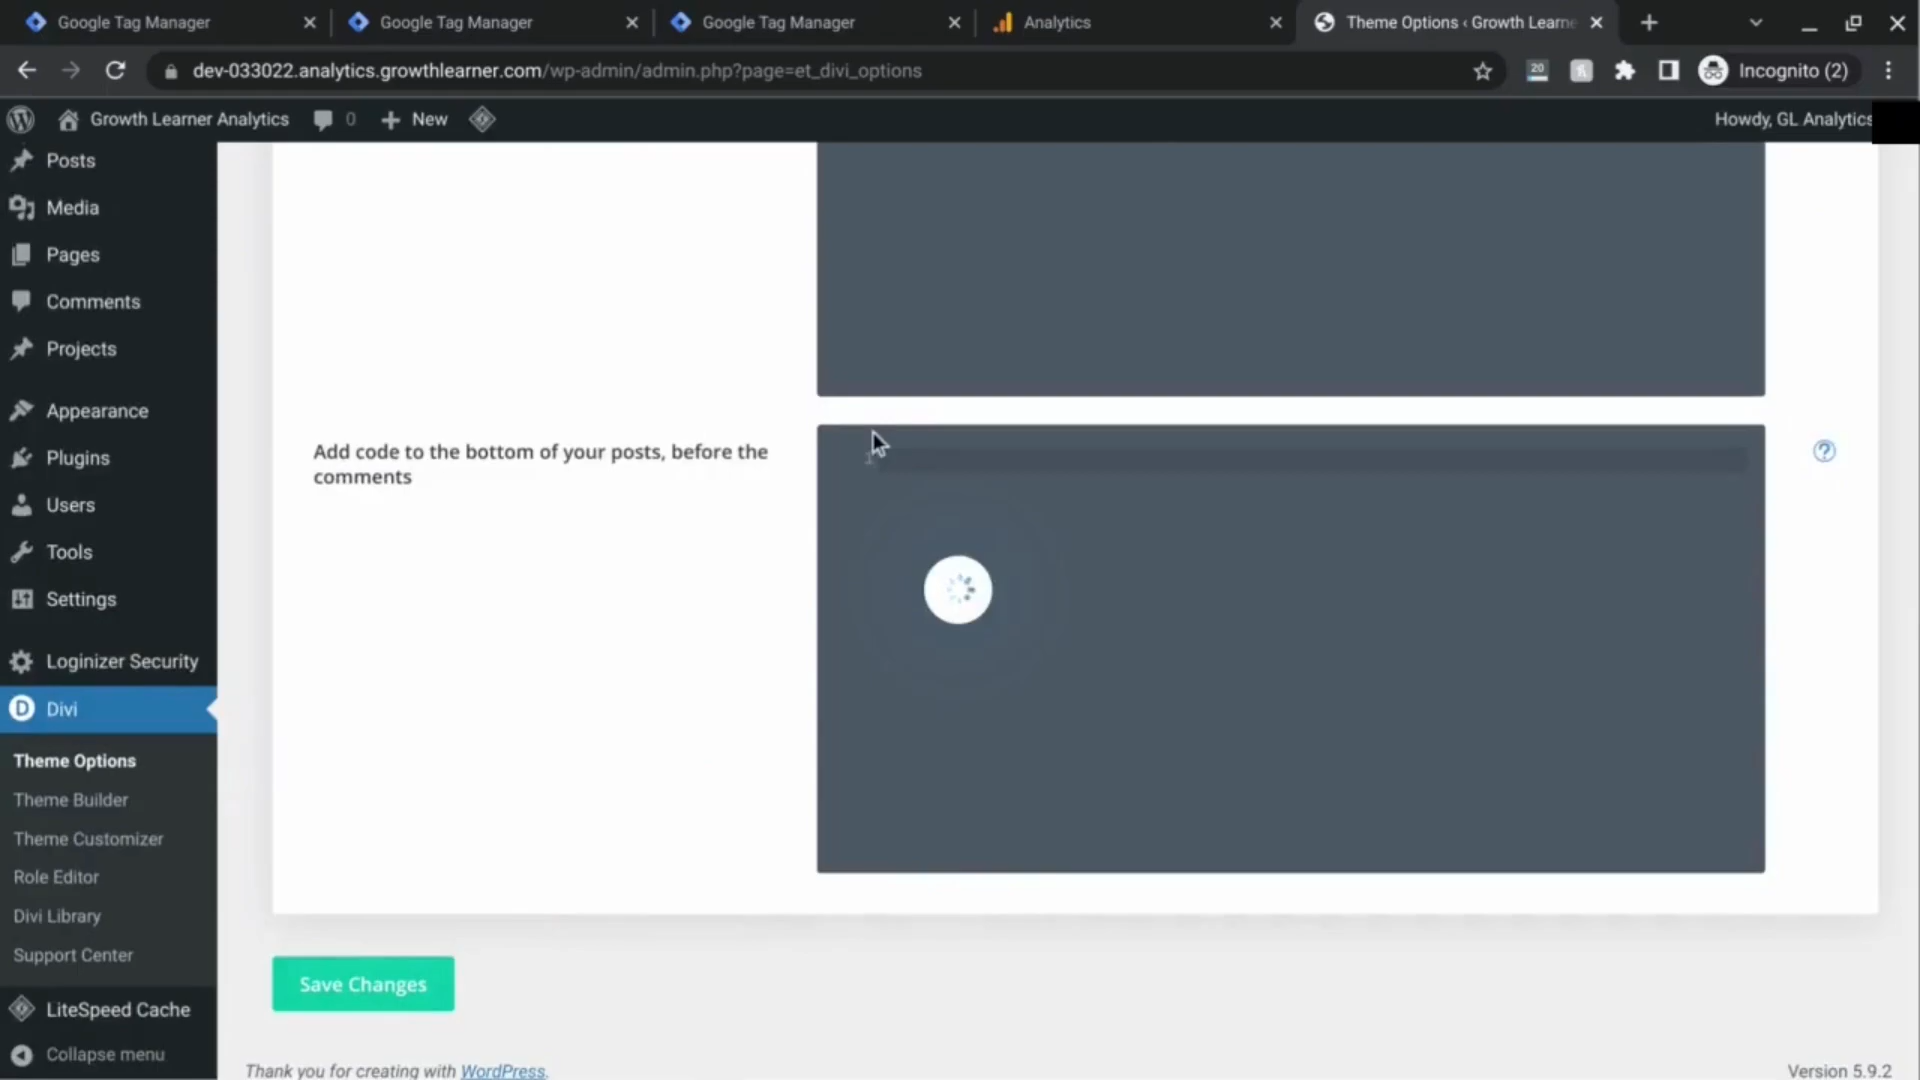 Google Tag Manager
Google Tag Manager
Google Tag Manager
Analytics
Theme Options ‹ Growth Learne
dev-033022.analytics.growthlearner.com/wp-admin/admin.php?page=et_divi_options
20
Incognito (2)
Growth Learner Analytics
0
New
Howdy, GL Analytics
Posts
Media
Pages
Comments
Projects
Appearance
Plugins
Users
Tools
Settings
Loginizer Security
Divi
Theme Options
Theme Builder
Theme Customizer
Role Editor
Divi Library
Support Center
LiteSpeed Cache
Collapse menu
Add code to the bottom of your posts, before the
comments
Save Changes
Thank you for creating with WordPress.
Version 5.9.2